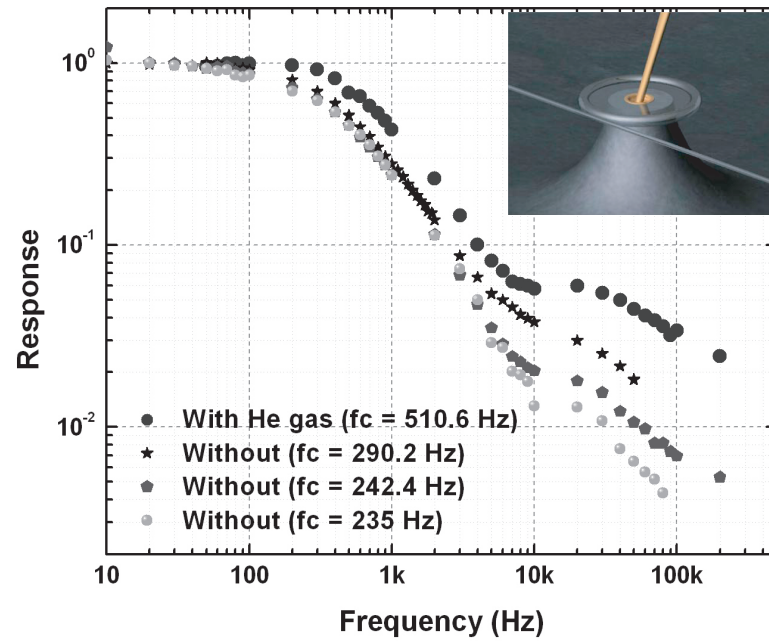 10⁰
10⁻¹
10⁻²
Response
With He gas (fc = 510.6 Hz)
Without (fc = 290.2 Hz)
Without (fc = 242.4 Hz)
Without (fc = 235 Hz)
10 100 1k 10k 100k
Frequency (Hz)